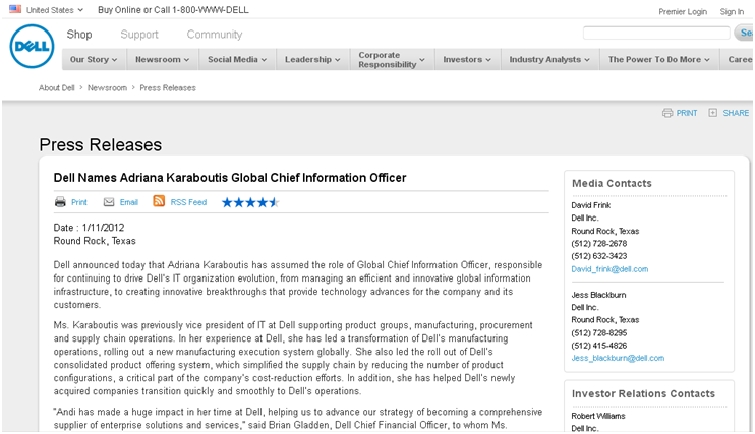 United States
Buy Online or Call 1-800-WWW-DELL
Premier Login
Sign In
DELL
Shop
Support
Community
Our Story
Newsroom
Social Media
Leadership
Corporate
Responsibility
Investors
Industry Analysts
The Power To Do More
About Dell > Newsroom > Press Releases
PRINT
SHARE
Press Releases
Dell Names Adriana Karaboutis Global Chief Information Officer
Print
Email
RSS Feed
Date : 1/11/2012
Round Rock, Texas
Dell announced today that Adriana Karaboutis has assumed the role of Global Chief Information Officer, responsible
for continuing to drive Dell's IT organization evolution, from managing an efficient and innovative global information
infrastructure, to creating innovative breakthroughs that provide technology advances for the company and its
customers.
Ms. Karaboutis was previously vice president of IT at Dell supporting product groups, manufacturing, procurement
and supply chain operations. In her experience at Dell, she has led a transformation of Dell's manufacturing
operations, rolling out a new manufacturing execution system globally. She also led the roll out of Dell's
consolidated product offering system, which simplified the supply chain by reducing the number of product
configurations, a critical part of the company's cost-reduction efforts. In addition, she has helped Dell's newly
acquired companies transition quickly and smoothly to Dell's operations.
"Andi has made a huge impact in her time at Dell, helping us to advance our strategy of becoming a comprehensive
supplier of enterprise solutions and services," said Brian Gladden, Dell Chief Financial Officer, to whom Ms.
Media Contacts
David Frink
Dell Inc.
Round Rock, Texas
(512) 728-2678
(512) 632-3423
David_frink@dell.com
Jess Blackburn
Dell Inc.
Round Rock, Texas
(512) 728-8295
(512) 415-4826
Jess_blackburn@dell.com
Investor Relations Contacts
Robert Williams
Dell Inc.